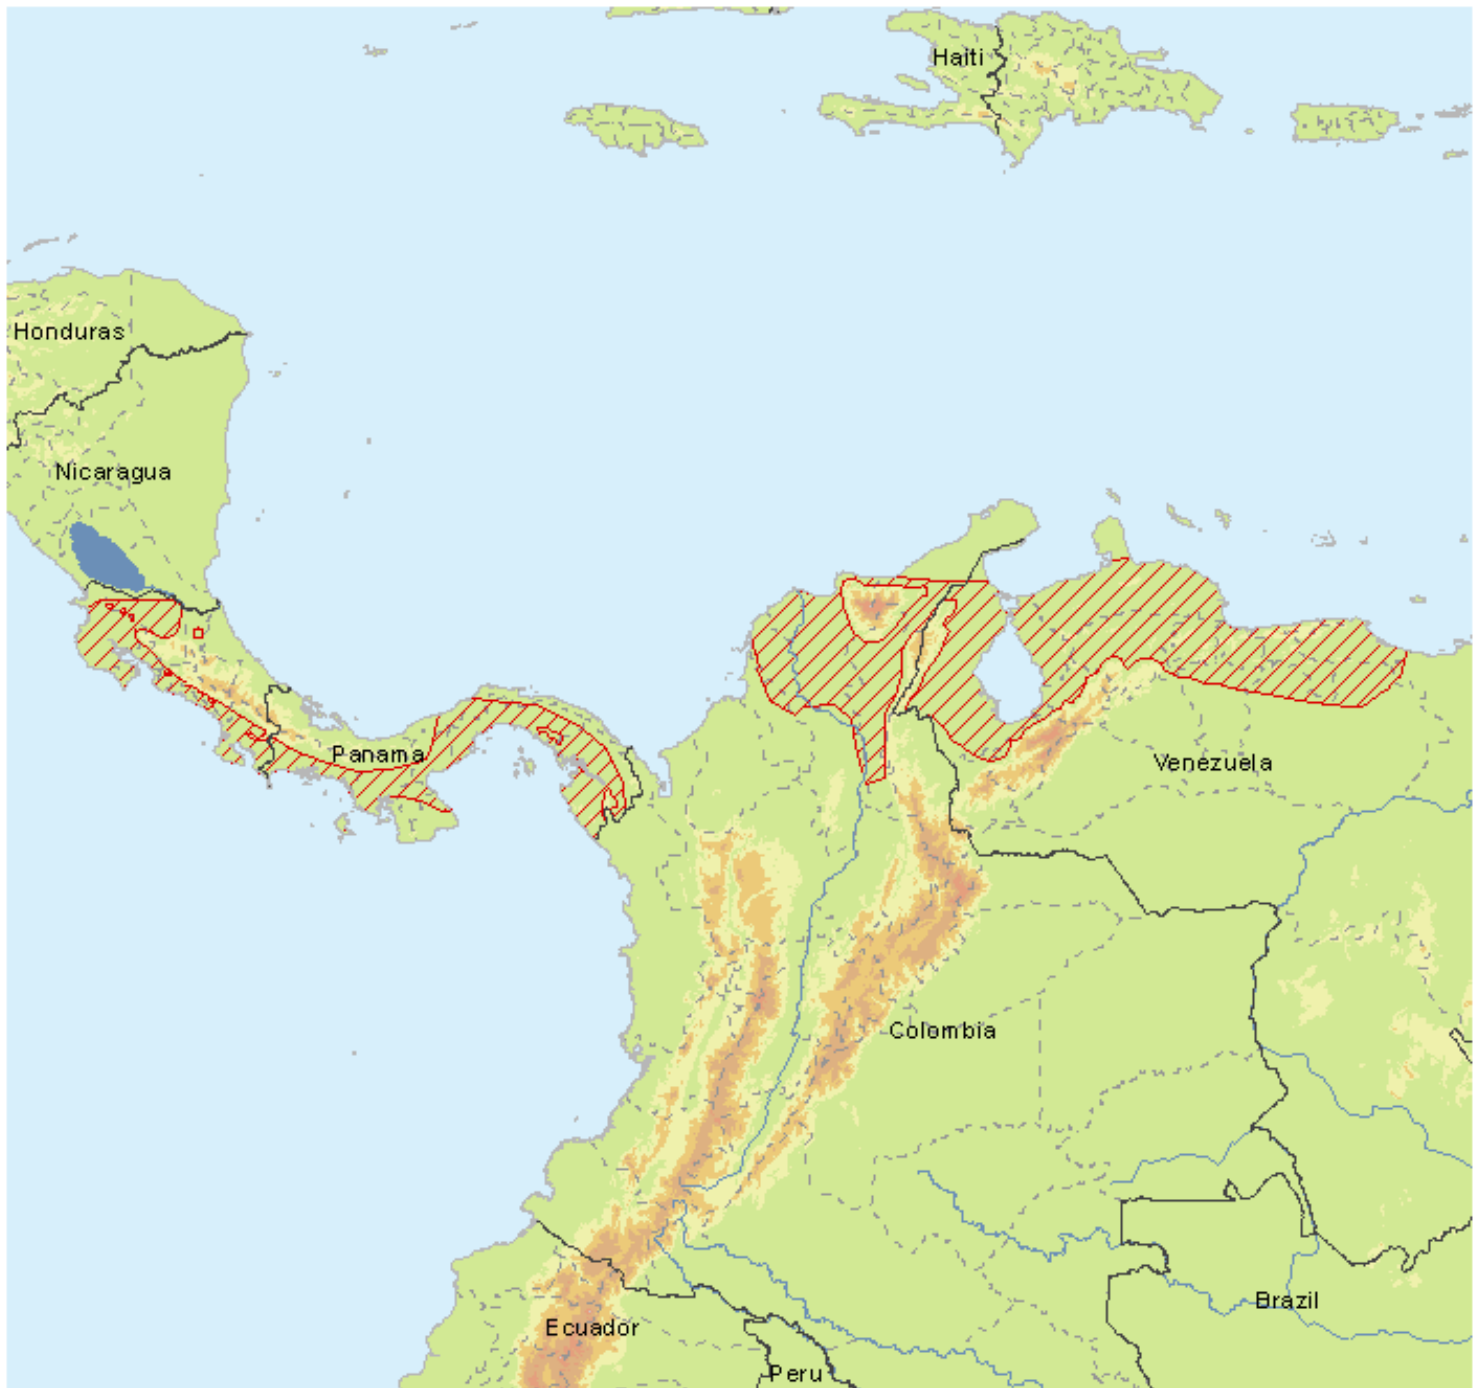 Haiti
Honduras
Nicaragua
Panama
Venezuela
Colombia
Brazil
Ecuador
Peru